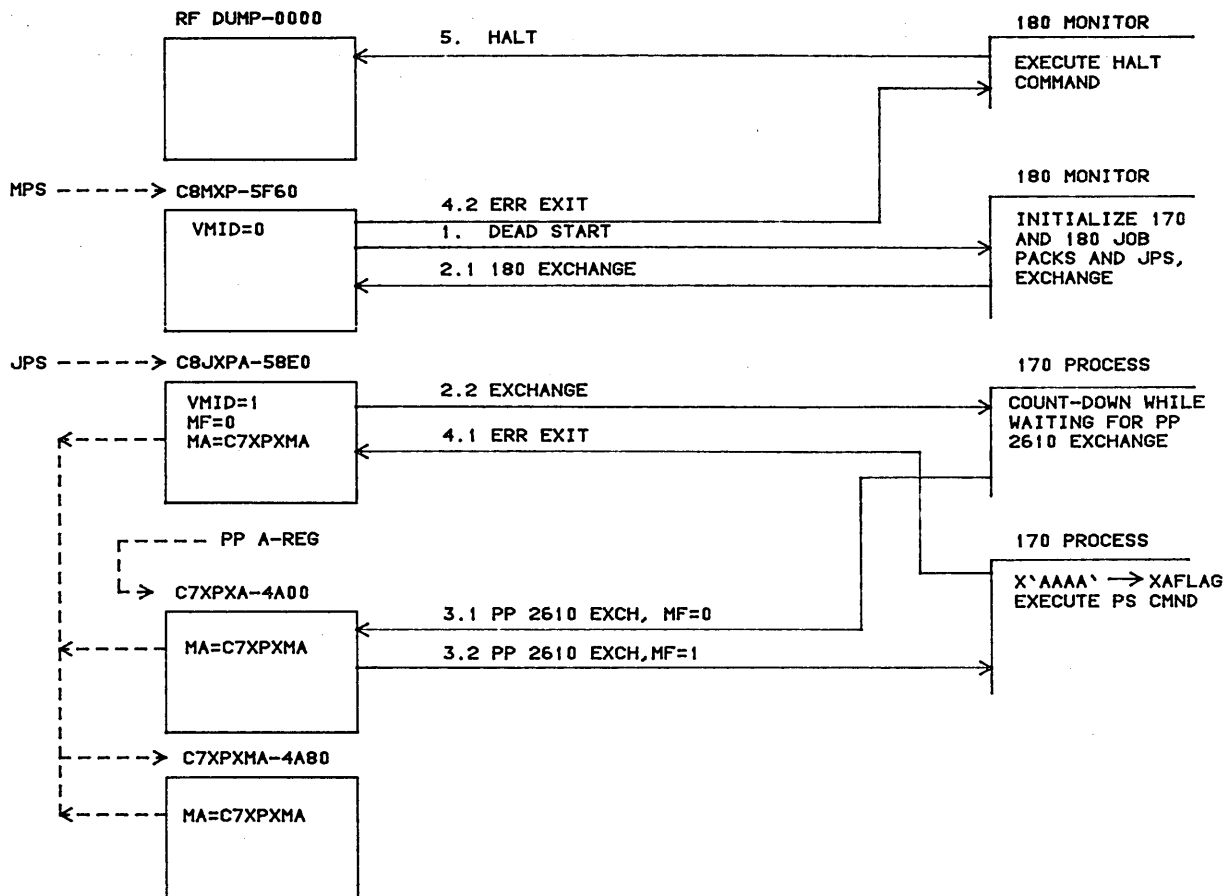 RF DUMP-0000
5. HALT
180 MONITOR
EXECUTE HALT
COMMAND
MPS
C8MXP-5F60
VMID=0
4.2 ERR EXIT
1. DEAD START
2.1 180 EXCHANGE
180 MONITOR
INITIALIZE 170
AND 180 JOB
PACKS AND JPS,
EXCHANGE
JPS
C8JXPA-58E0
VMID=1
MF=0
MA=C7XPXMA
2.2 EXCHANGE
4.1 ERR EXIT
170 PROCESS
COUNT-DOWN WHILE
WAITING FOR PP
2610 EXCHANGE
PP A-REG
C7XPXA-4A00
MA=C7XPXMA
3.1 PP 2610 EXCH, MF=0
3.2 PP 2610 EXCH,MF=1
170 PROCESS
X`AAAA` → XAFLAG
EXECUTE PS CMND
C7XPXMA-4A80
MA=C7XPXMA